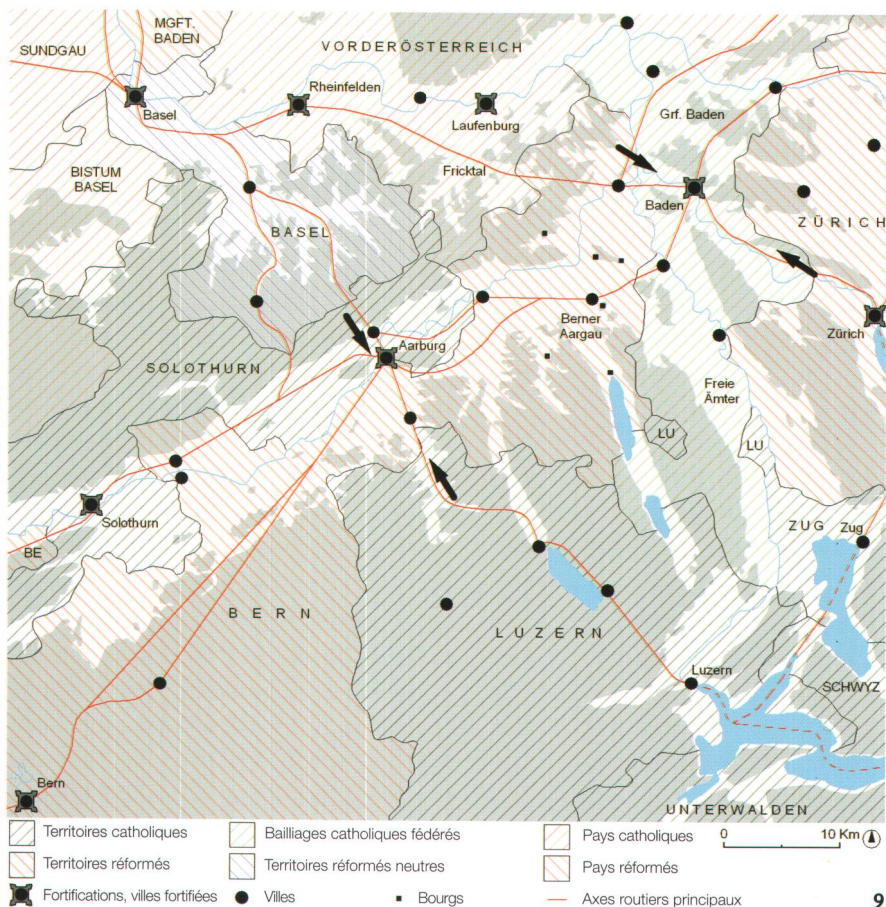 MGFT.
BADEN
SUNDGAU
VORDERÖSTERREICH
Rheinfelden
Basel
Laufenburg
Grf. Baden
BISTUM
BASEL
Fricktal
Baden
BASEL
ZÜRICH
Berner
Aargau
Zürich
Aarburg
SOLOTHURN
Freie
Ämter
LU
LU
Solothurn
ZUG
Zug
BE
BERN
LUZERN
Luzern
SCHWYZ
Bern
UNTERWALDEN
Territoires catholiques
Bailliages catholiques fédérés
Pays catholiques
0 10 Km
Territoires réformés
Territoires réformés neutres
Pays réformés
Fortifications, villes fortifiées
Villes
Bourgs
Axes routiers principaux
9